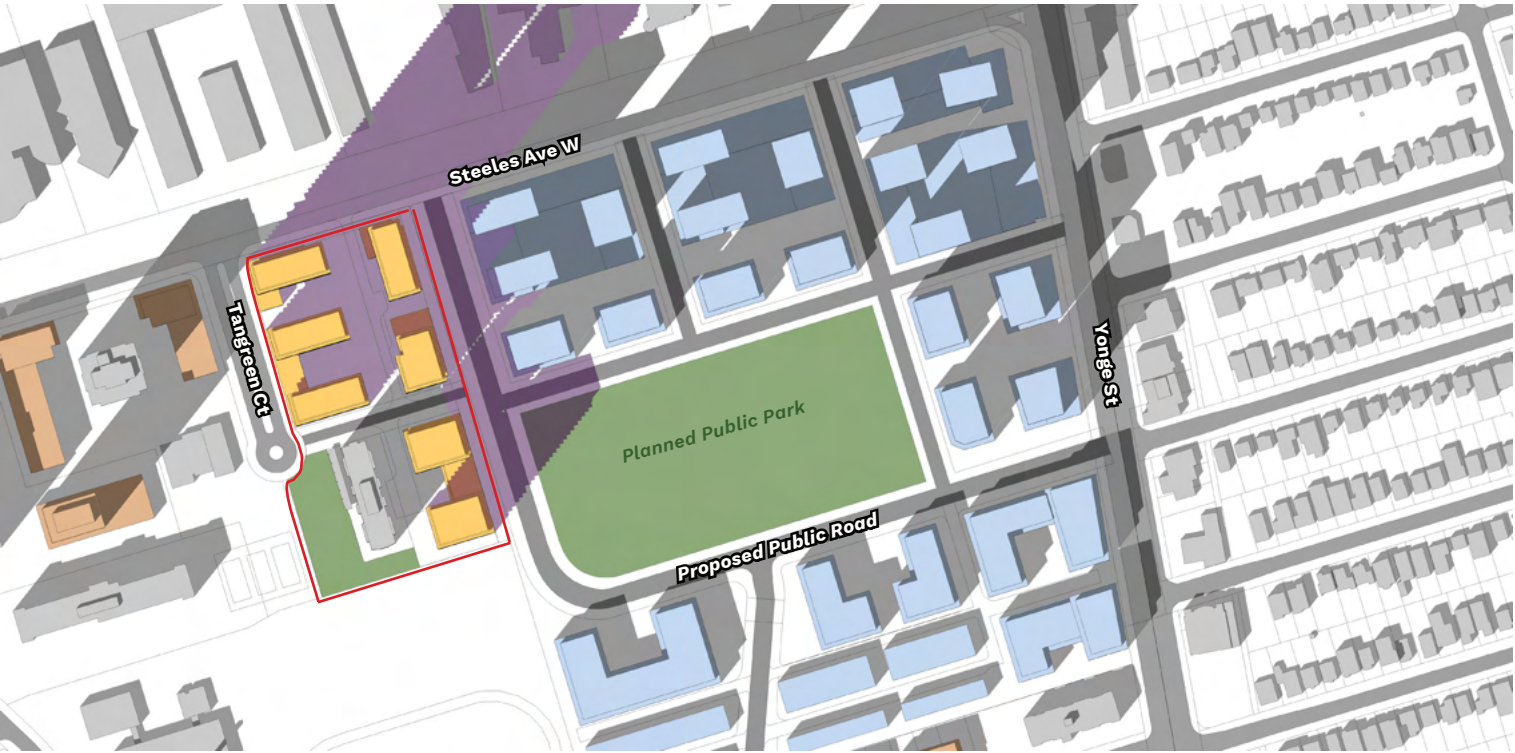 Steeles Ave W
Tangreen Ct
Yonge St
Planned Public Park
Proposed Public Road